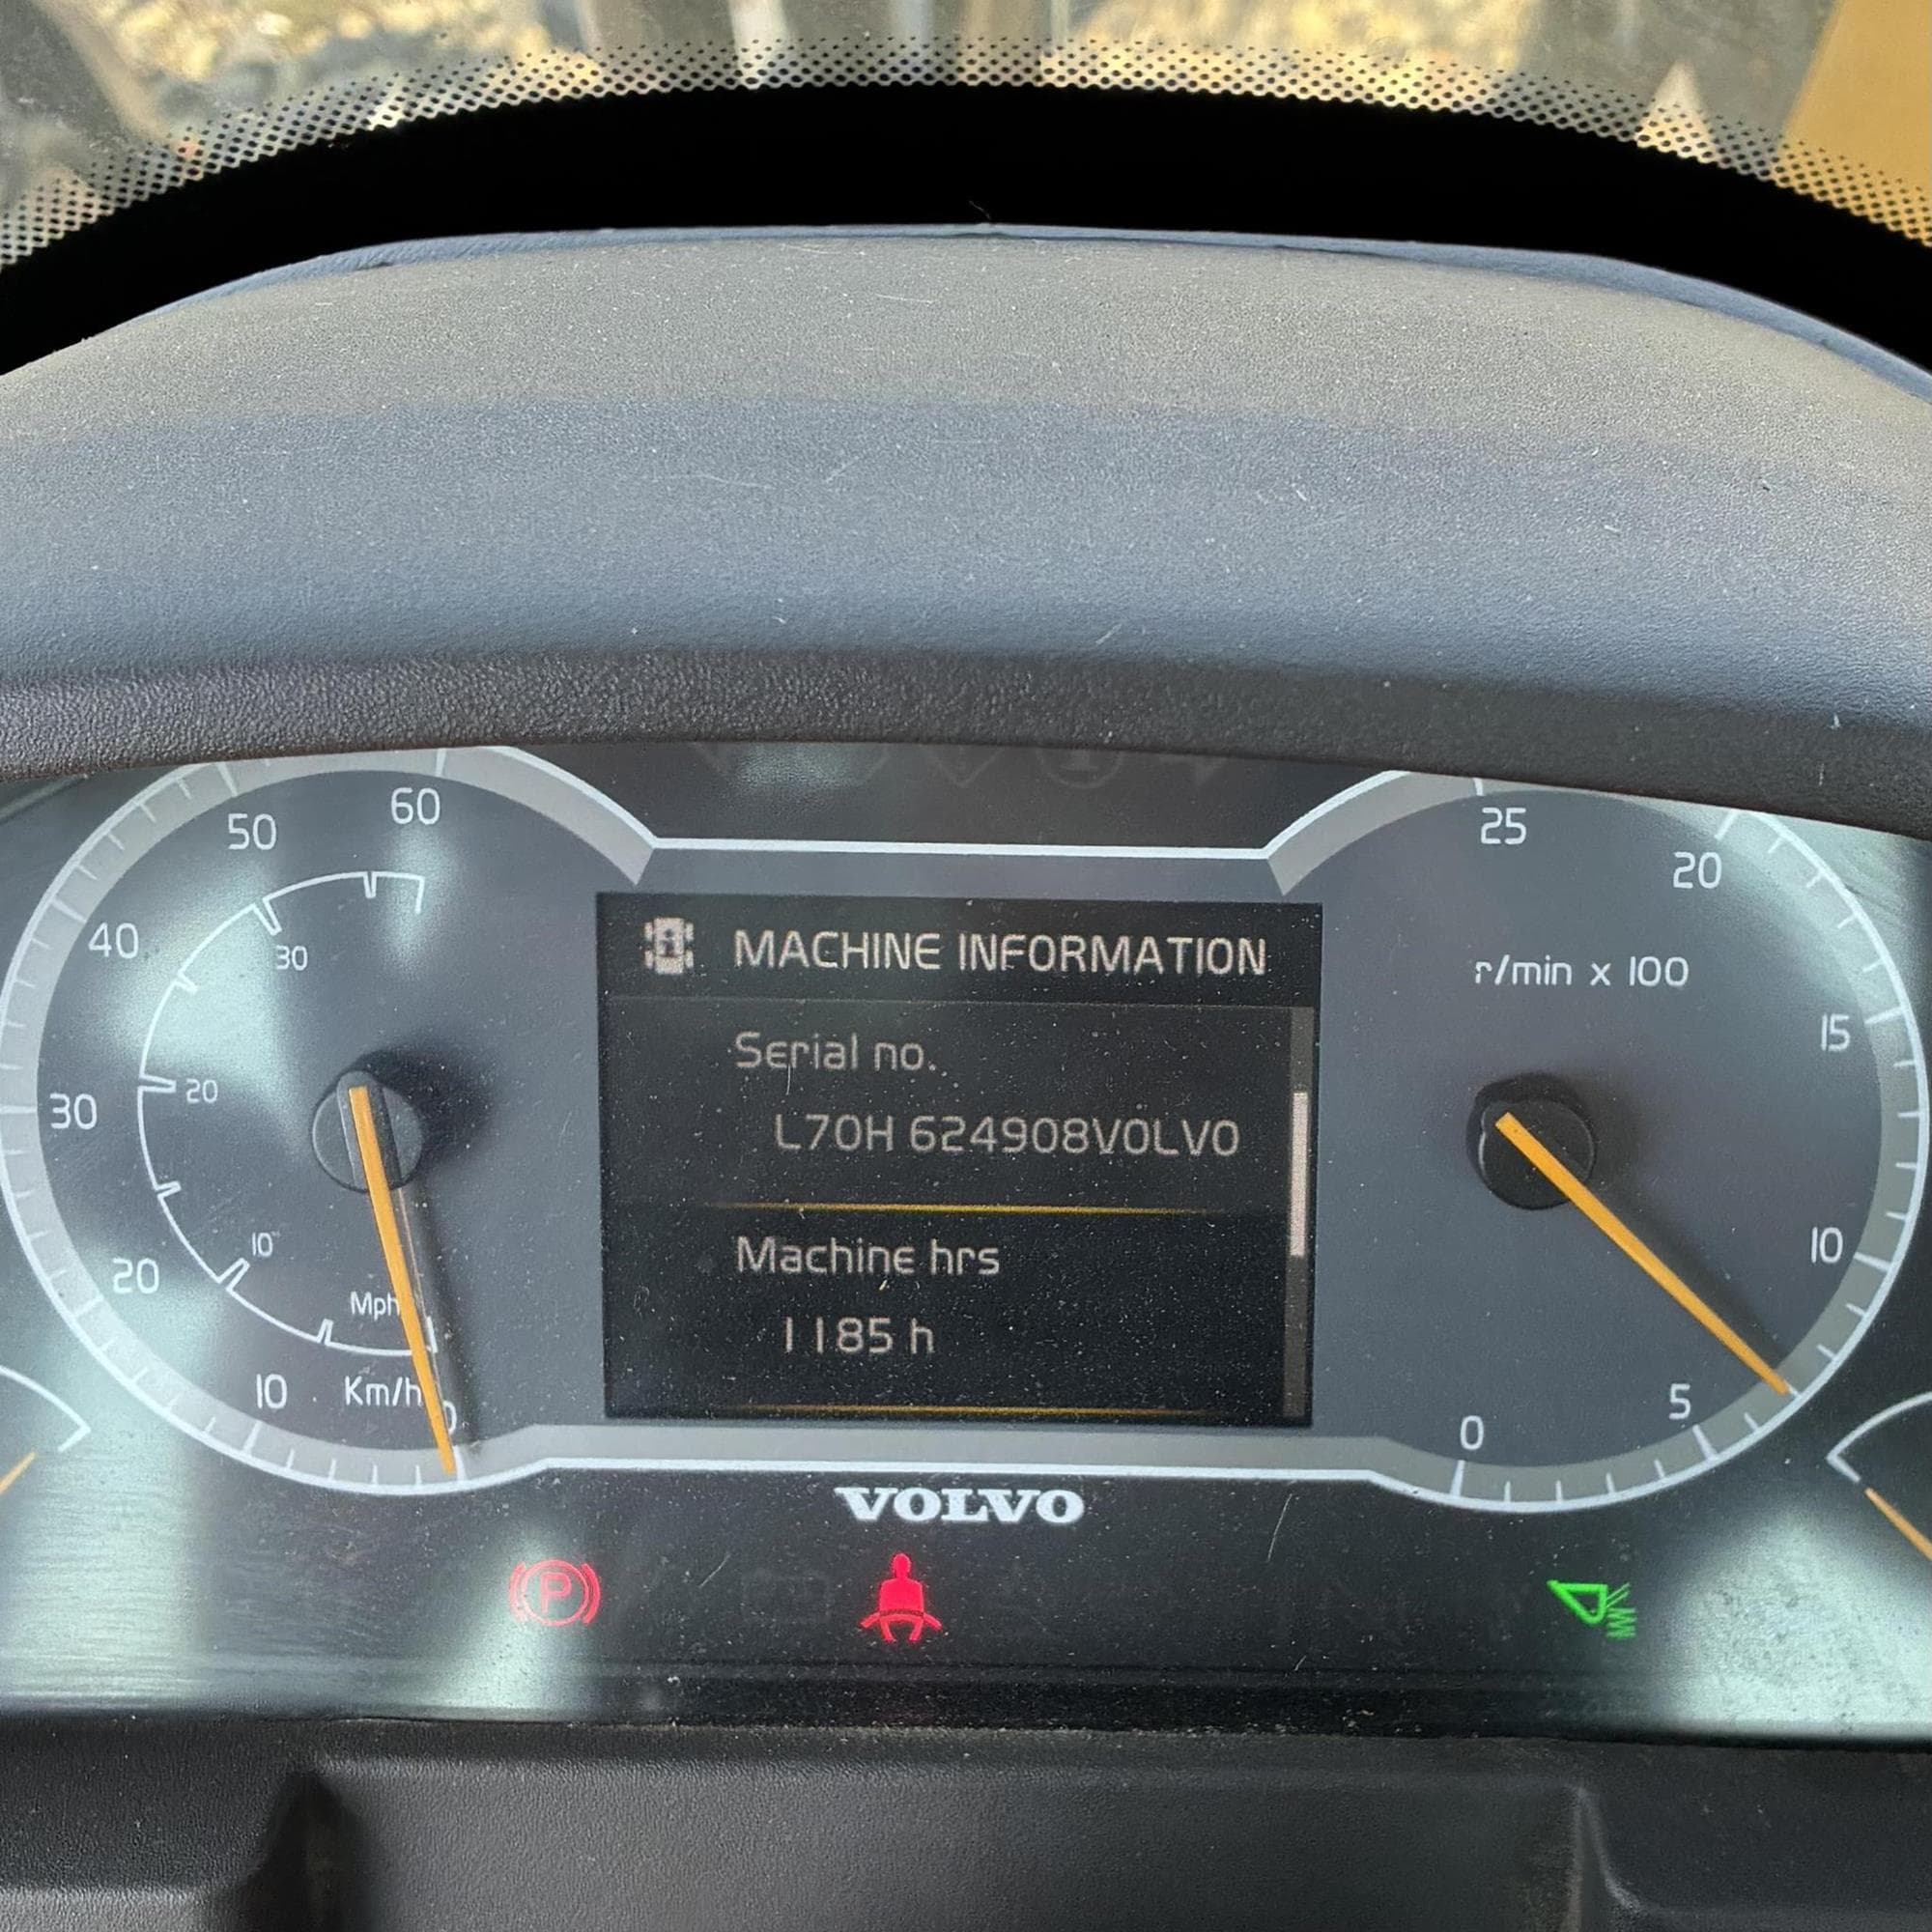 60
50
25
20
40
30
MACHINE INFORMATION
r/min x 100
Serial no.
15
30
20
L70H 624908VOLVO
10
Machine hrs
10
20
Mph
1185 h
10
Km/h
0
5
0
VOLVO
P